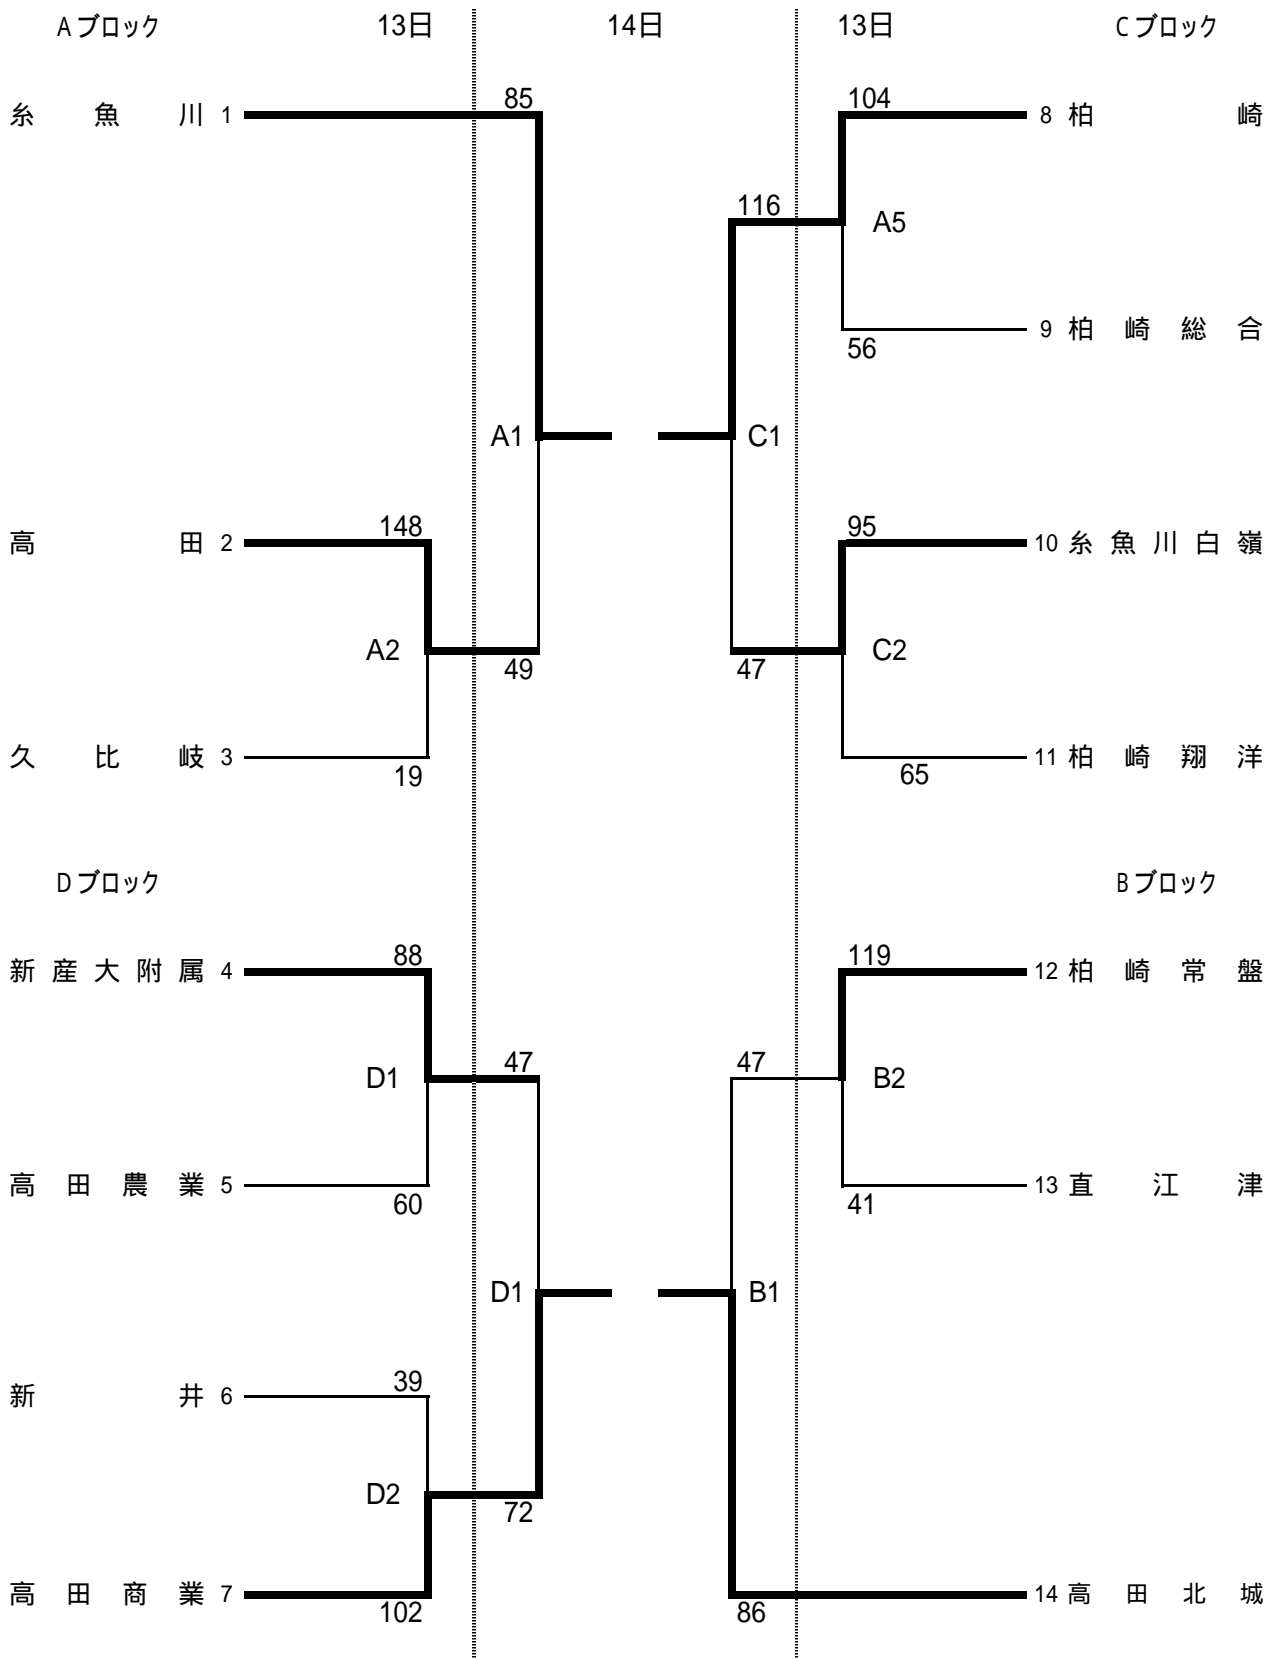 Aブロック 13日 14日 13日 Cブロック
85 104
糸魚川 1 8 柏崎
116
A5
9 柏崎総合
56
A1 C1
148 95
高田 2 10 糸魚川白嶺
A2 C2
49 47
久比岐 3 11 柏崎翔洋
19 65
Dブロック Bブロック
88 119
新産大附属 4 12 柏崎常盤
47 47
D1 B2
高田農業 5 13 直江津
60 41
D1 B1
39
新井 6
D2
72
高田商業 7 14 高田北城
102 86